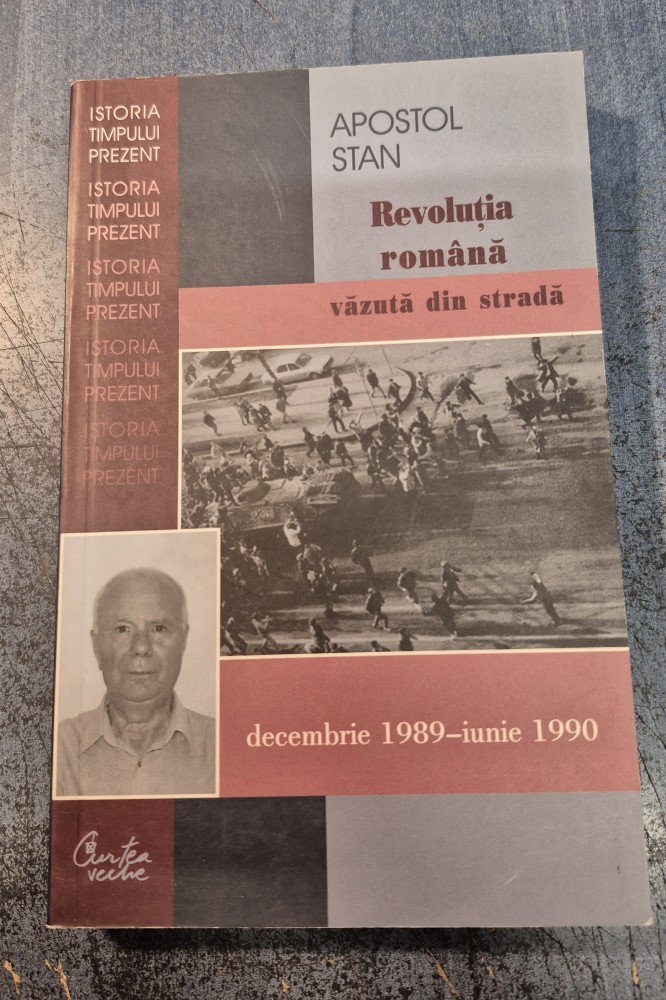 ISTORIA
TIMPULUI
PREZENT
ISTORIA
TIMPULUI
PREZENT
ISTORIA
TIMPULUI
PREZENT
ISTORIA
TIMPULUI
PREZENT
ISTORIA
TIMPULUI
PREZENT
APOSTOL
STAN
Revoluția
română
văzută din stradă
decembrie 1989–iunie 1990
Curtea
veche